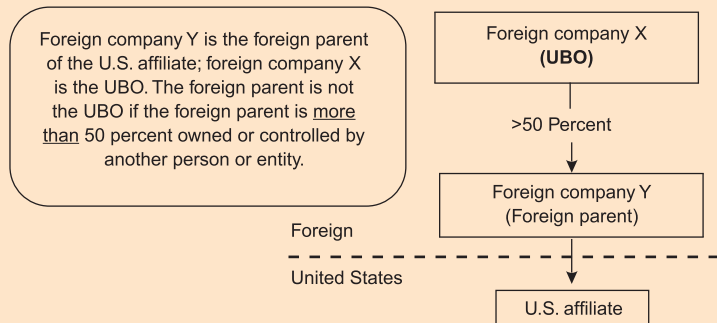 Foreign company Y is the foreign parent
of the U.S. affiliate; foreign company X
is the UBO. The foreign parent is not
the UBO if the foreign parent is more
than 50 percent owned or controlled by
another person or entity.
Foreign company X
(UBO)
>50 Percent
Foreign company Y
(Foreign parent)
Foreign
United States
U.S. affiliate